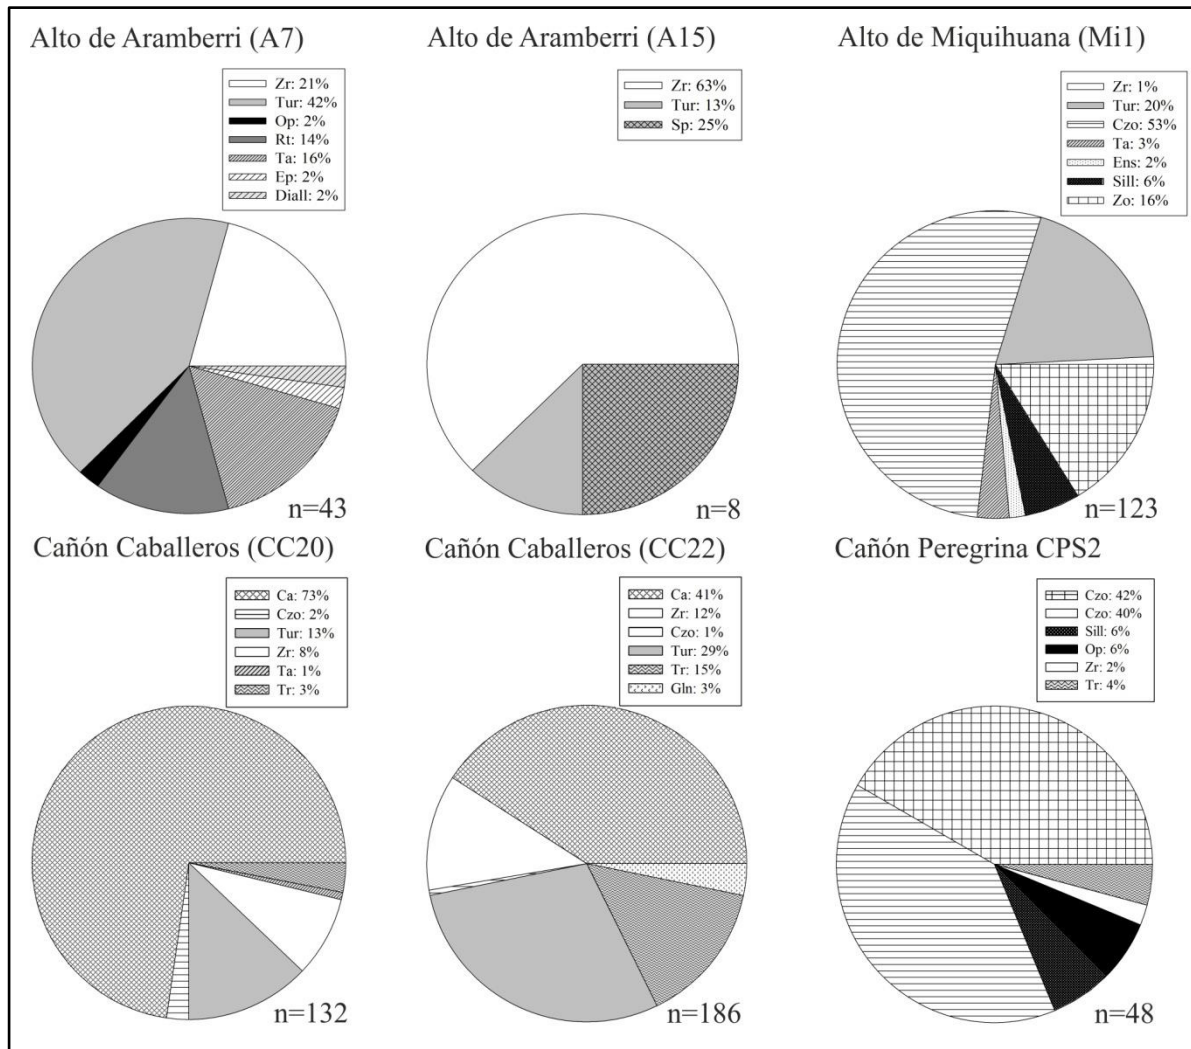 Alto de Aramberri (A7)
Zr: 21%
Tur: 42%
Op: 2%
Rt: 14%
Ta: 16%
Ep: 2%
Diall: 2%
n=43
Alto de Aramberri (A15)
Zr: 63%
Tur: 13%
Sp: 25%
n=8
Alto de Miquihuana (Mi1)
Zr: 1%
Tur: 20%
Czo: 53%
Ta: 3%
Ens: 2%
Sill: 6%
Zo: 16%
n=123
Cañón Caballeros (CC20)
Ca: 73%
Czo: 2%
Tur: 13%
Zr: 8%
Ta: 1%
Tr: 3%
n=132
Cañón Caballeros (CC22)
Ca: 41%
Zr: 12%
Czo: 1%
Tur: 29%
Tr: 15%
Gln: 3%
n=186
Cañón Peregrina CPS2
Czo: 42%
Czo: 40%
Sill: 6%
Op: 6%
Zr: 2%
Tr: 4%
n=48